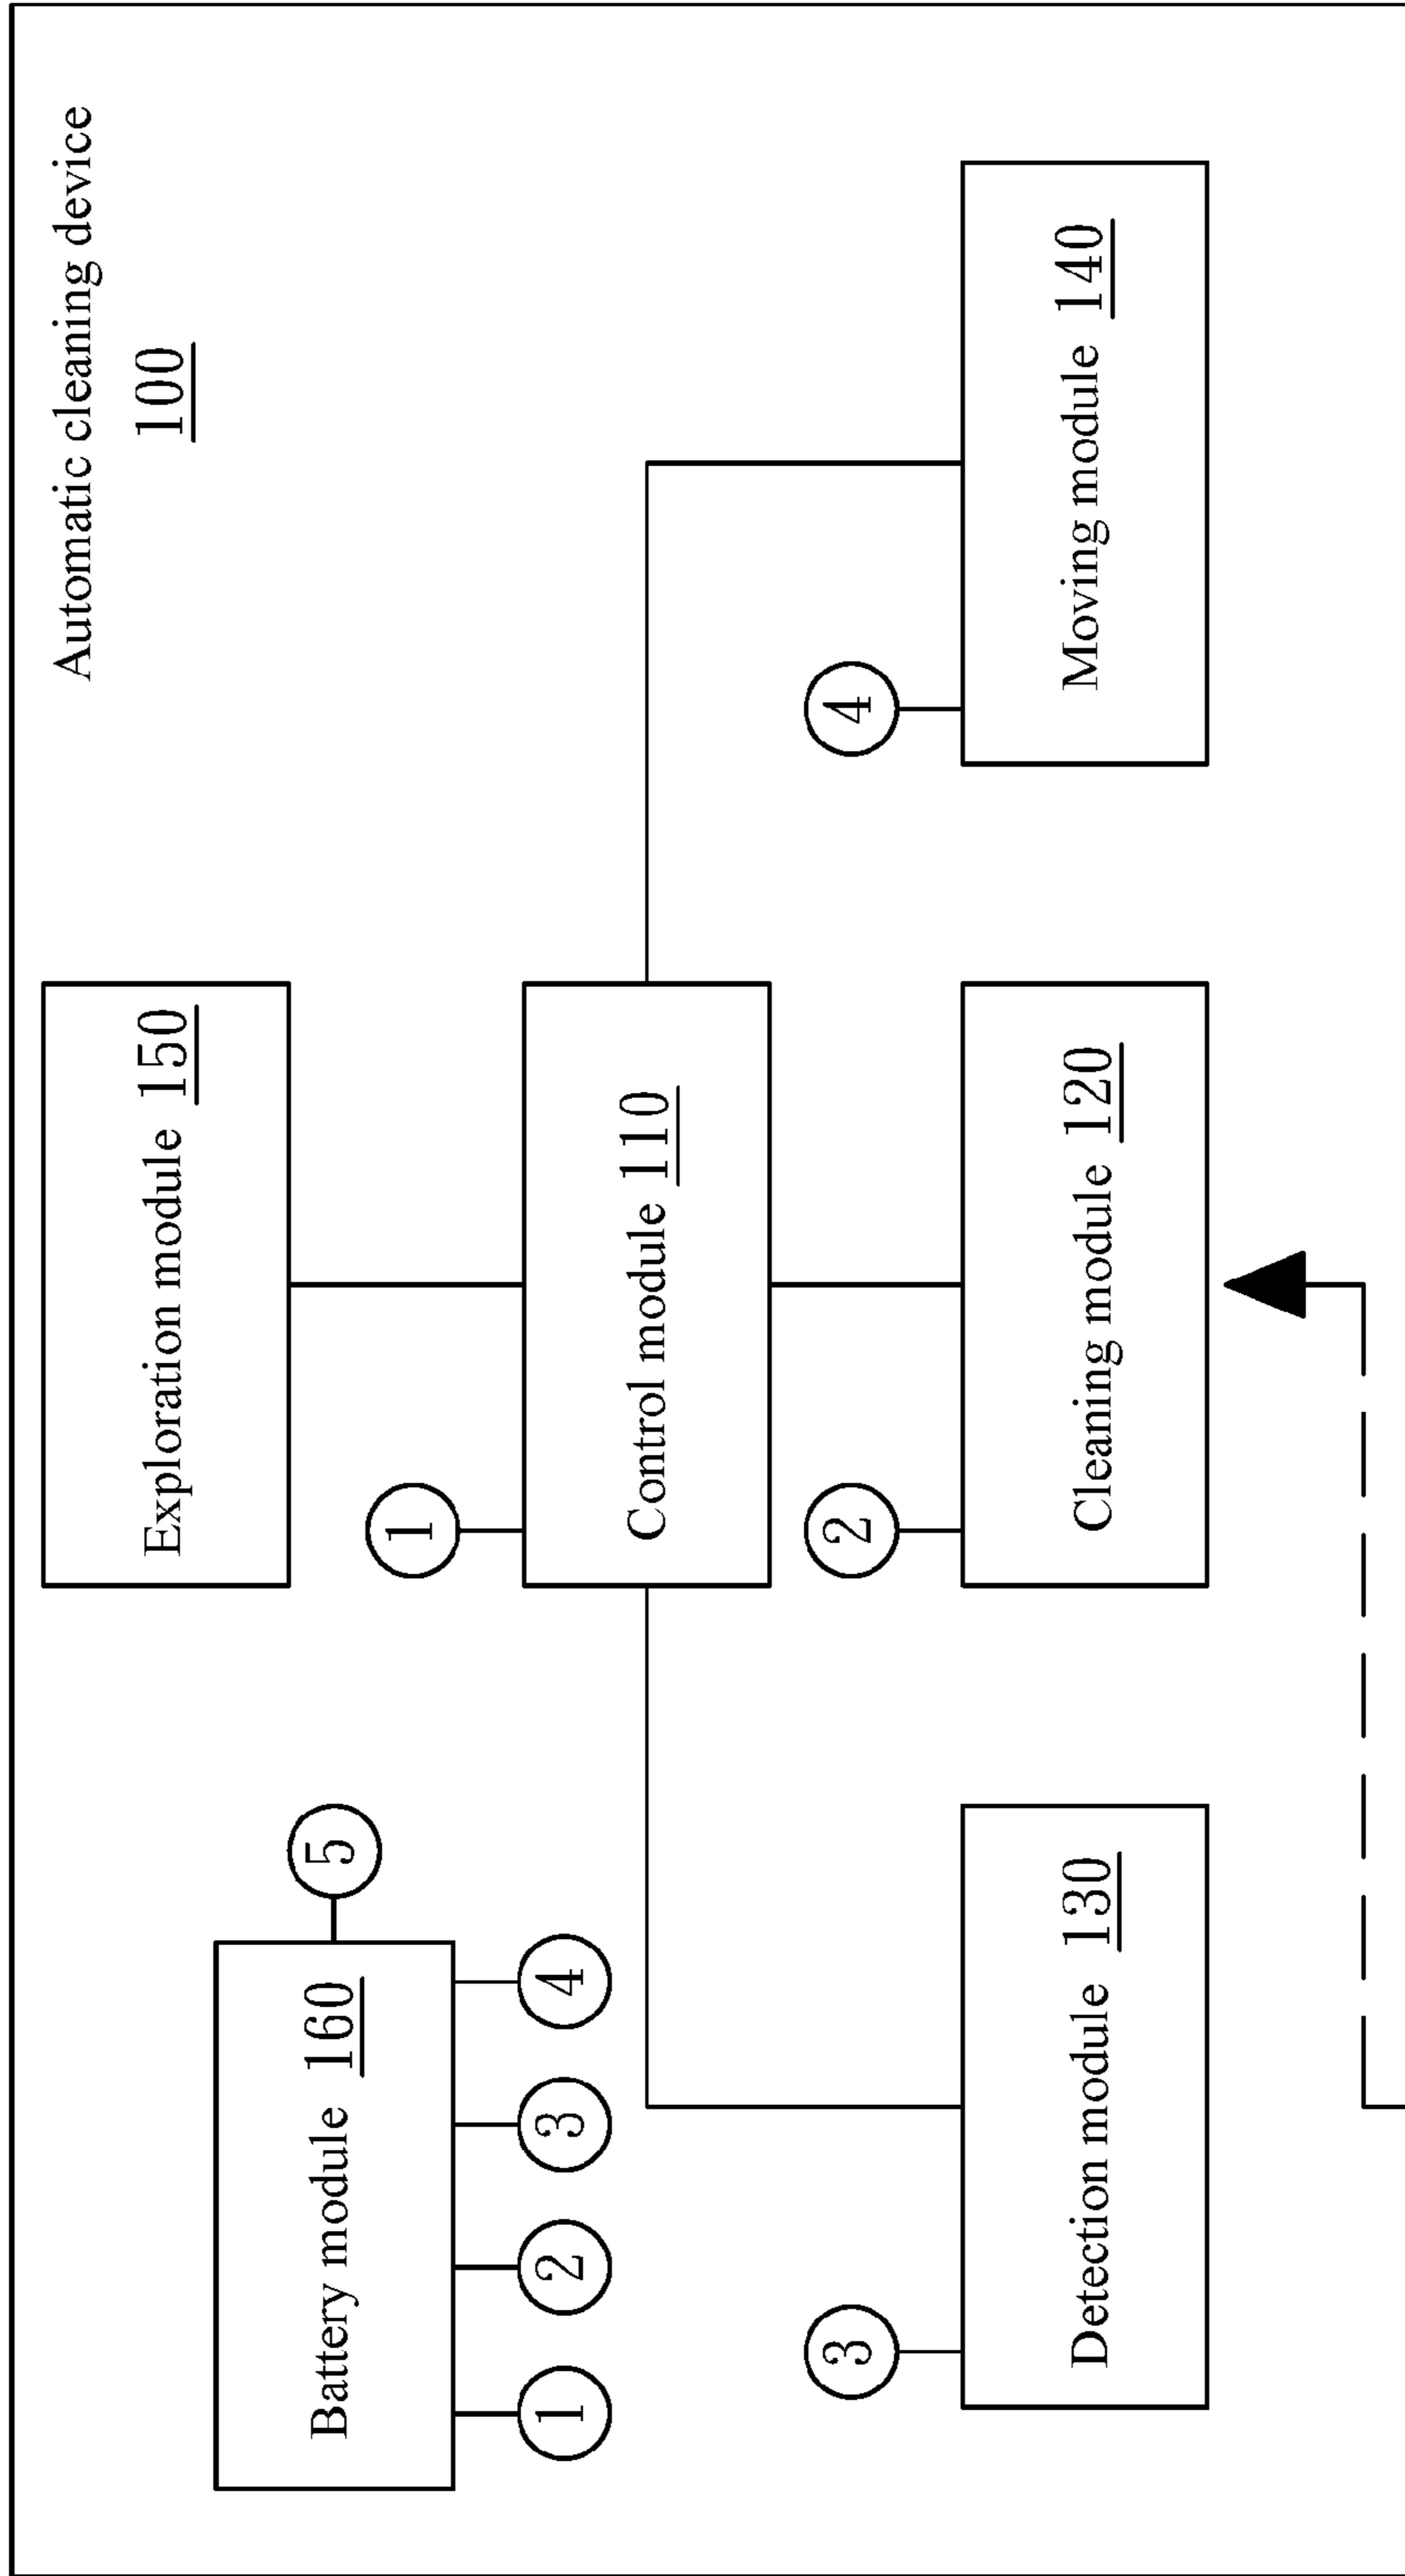 Automatic cleaning device
100
Exploration module 150
Battery module 160
5
1
2
3
4
1
Control module 110
3
2
4
Detection module 130
Cleaning module 120
Moving module 140